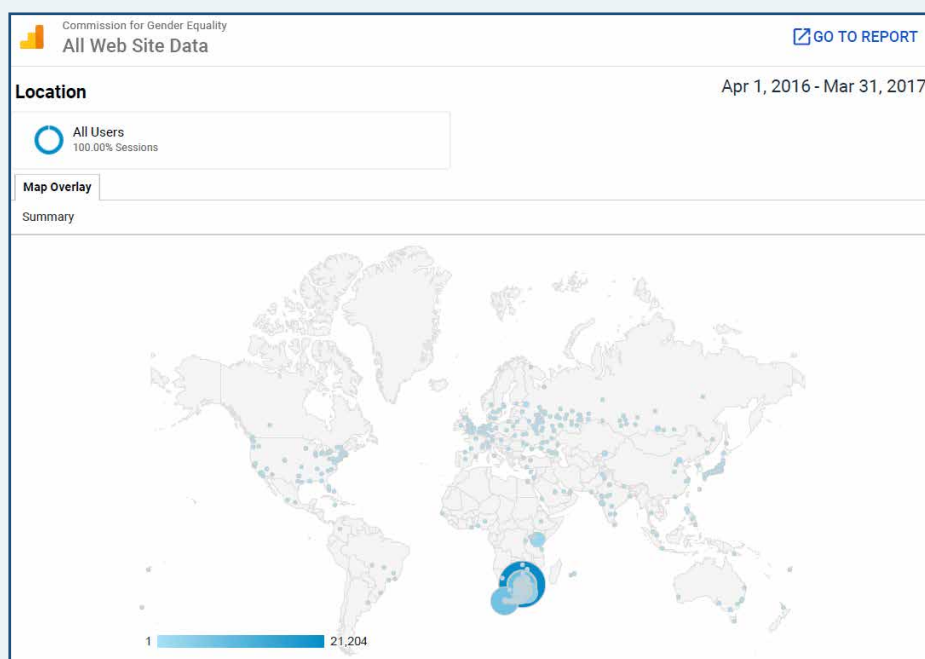 Commission for Gender Equality
All Web Site Data
GO TO REPORT
Location
Apr 1, 2016 - Mar 31, 2017
All Users
100.00% Sessions
Map Overlay
Summary
1
21,204